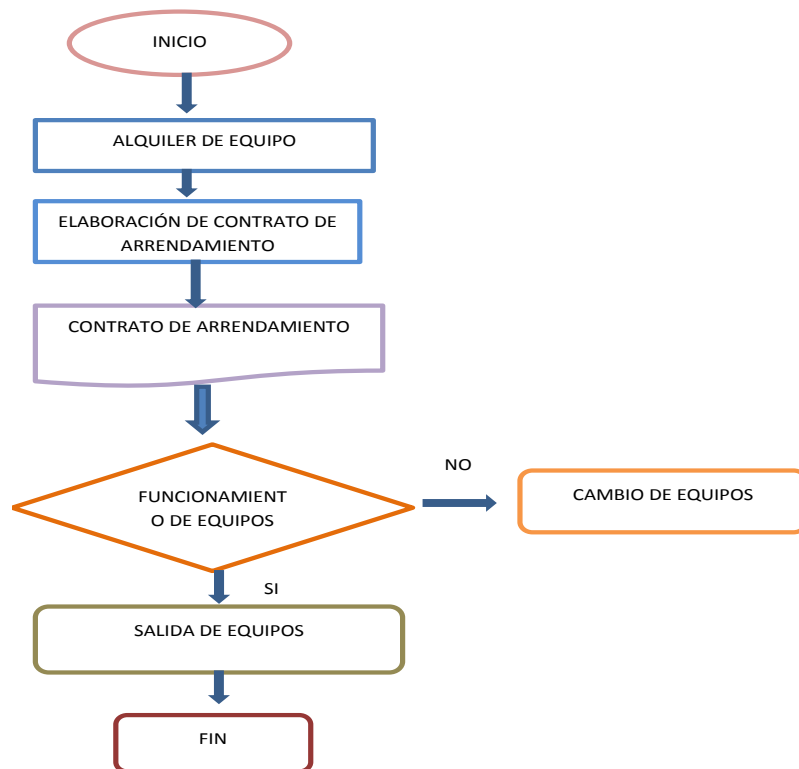 INICIO
ALQUILER DE EQUIPO
ELABORACIÓN DE CONTRATO DE
ARRENDAMIENTO
CONTRATO DE ARRENDAMIENTO
FUNCIONAMIENT
O DE EQUIPOS
NO
CAMBIO DE EQUIPOS
SI
SALIDA DE EQUIPOS
FIN